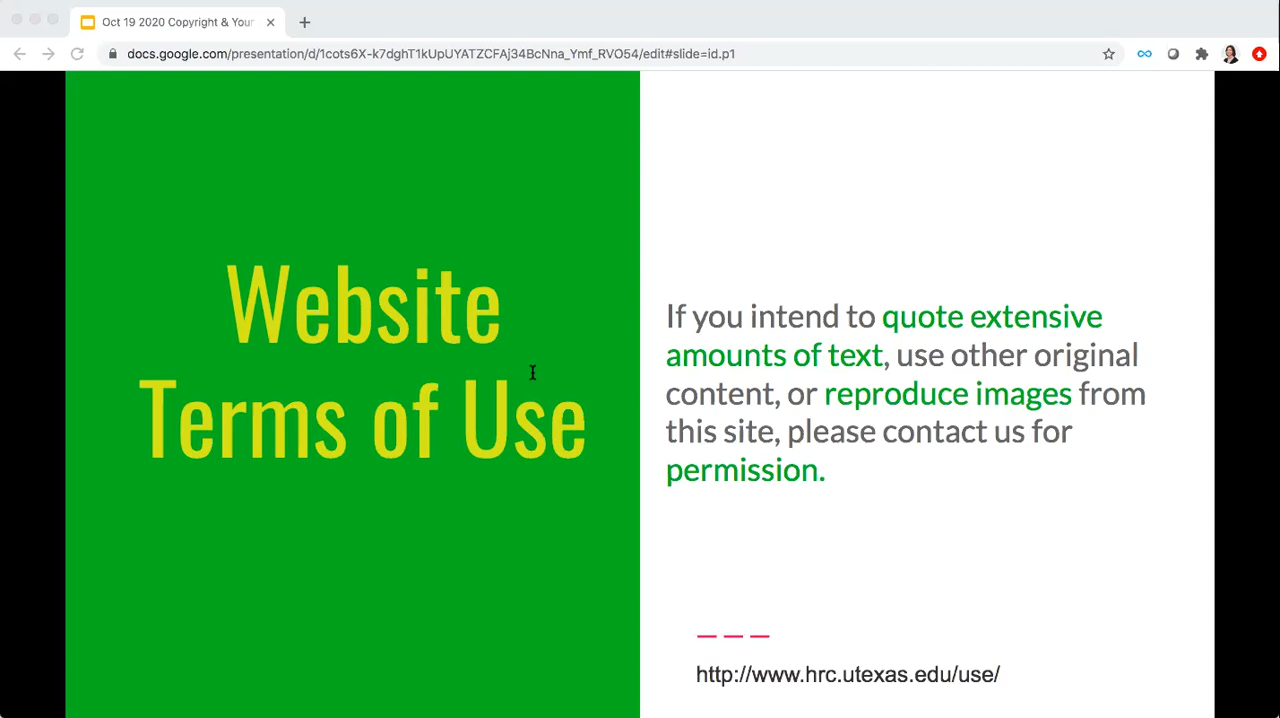 Oct 19 2020 Copyright & Your
docs.google.com/presentation/d/1cots6X-k7dghT1kUpUYATZCFAj34BcNna_Ymf_RVO54/edit#slide=id.p1
Website
Terms of Use
If you intend to quote extensive
amounts of text, use other original
content, or reproduce images from
this site, please contact us for
permission.
http://www.hrc.utexas.edu/use/